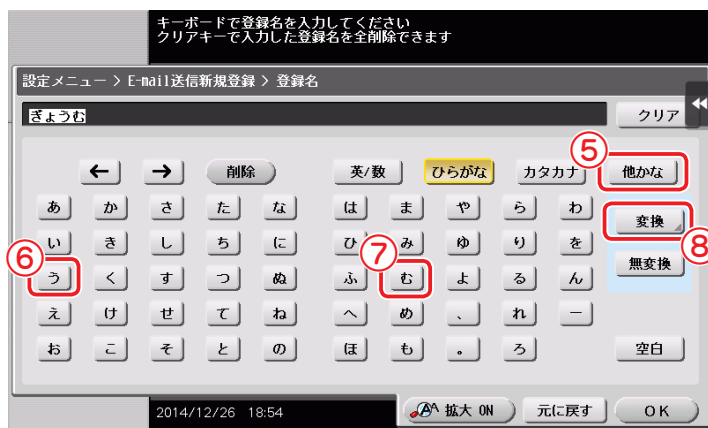 キーボードで登録名を入力してください
クリアキーで入力した登録名を全削除できます
設定メニュー > E-mail送信新規登録 > 登録名
ぎょうむ クリア
← → 削除 英/数 ひらがな カタカナ ⑤ 他かな
あ か さ た な は ま や ら わ 変換
い き し ち に ひ み ゆ り を ⑧
⑥ う く す つ ぬ ふ ⑦ む よ る ん 無変換
え け せ て ね へ め 、 れ ー
お こ そ と の ほ も 。 ろ 空白
2014/12/26 18:54 拡大 ON 元に戻す OK